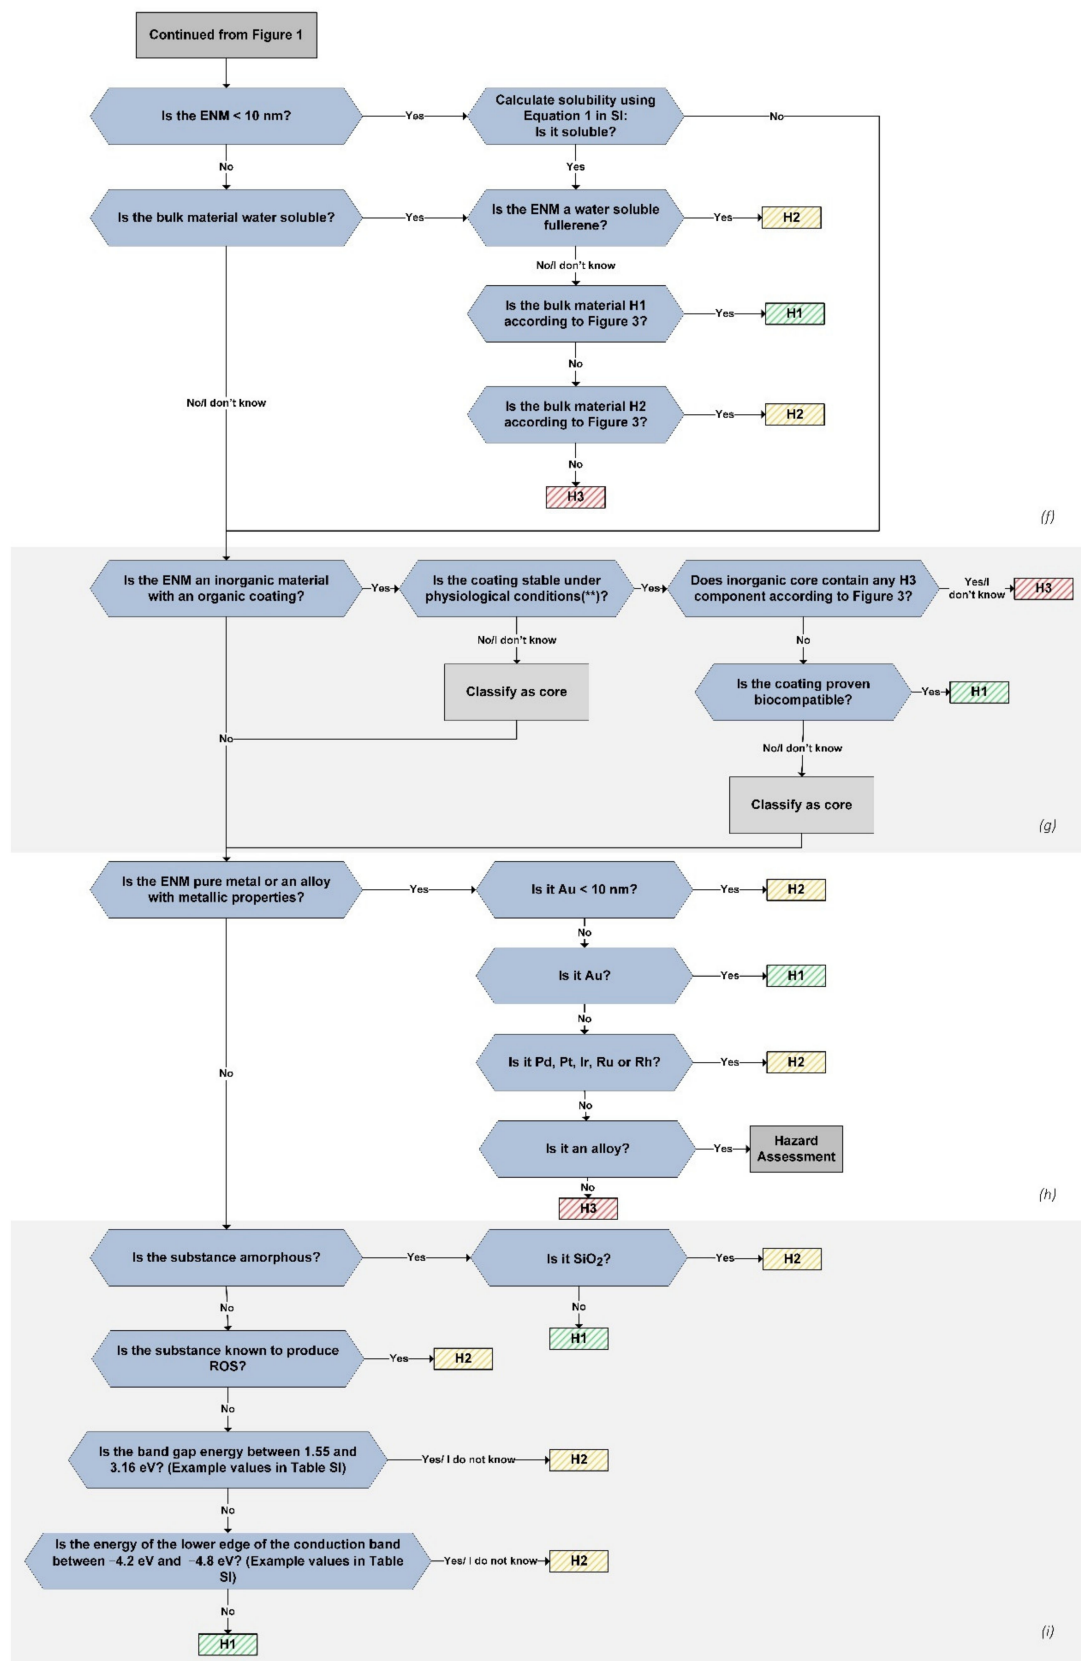 Continued from Figure 1
Is the ENM < 10 nm?
Yes
Calculate solubility using
Equation 1 in SI:
Is it soluble?
No
No
Yes
Is the bulk material water soluble?
Yes
Is the ENM a water soluble
fullerene?
Yes
H2
No/I don't know
Is the bulk material H1
according to Figure 3?
Yes
H1
No
No/I don't know
Is the bulk material H2
according to Figure 3?
Yes
H2
No
H3
(f)
Is the ENM an inorganic material
with an organic coating?
Yes
Is the coating stable under
physiological conditions(**)?
Yes
Does inorganic core contain any H3
component according to Figure 3?
Yes/I
don't know
H3
No/I don't know
No
Classify as core
Is the coating proven
biocompatible?
Yes
H1
No
No/I don't know
Classify as core
(g)
Is the ENM pure metal or an alloy
with metallic properties?
Yes
Is it Au < 10 nm?
Yes
H2
No
Is it Au?
Yes
H1
No
Is it Pd, Pt, Ir, Ru or Rh?
Yes
H2
No
No
Is it an alloy?
Yes
Hazard
Assessment
No
H3
(h)
Is the substance amorphous?
Yes
Is it SiO₂?
Yes
H2
No
No
H1
Is the substance known to produce
ROS?
Yes
H2
No
Is the band gap energy between 1.55 and
3.16 eV? (Example values in Table SI)
Yes/ I do not know
H2
No
Is the energy of the lower edge of the conduction band
between −4.2 eV and −4.8 eV? (Example values in Table
SI)
Yes/ I do not know
H2
No
H1
(i)